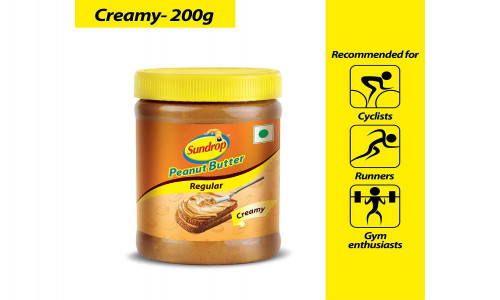 Creamy- 200g
Recommended for
Cyclists
Runners
Gym
enthusiasts
Sundrop
Peanut Butter
Regular
Creamy